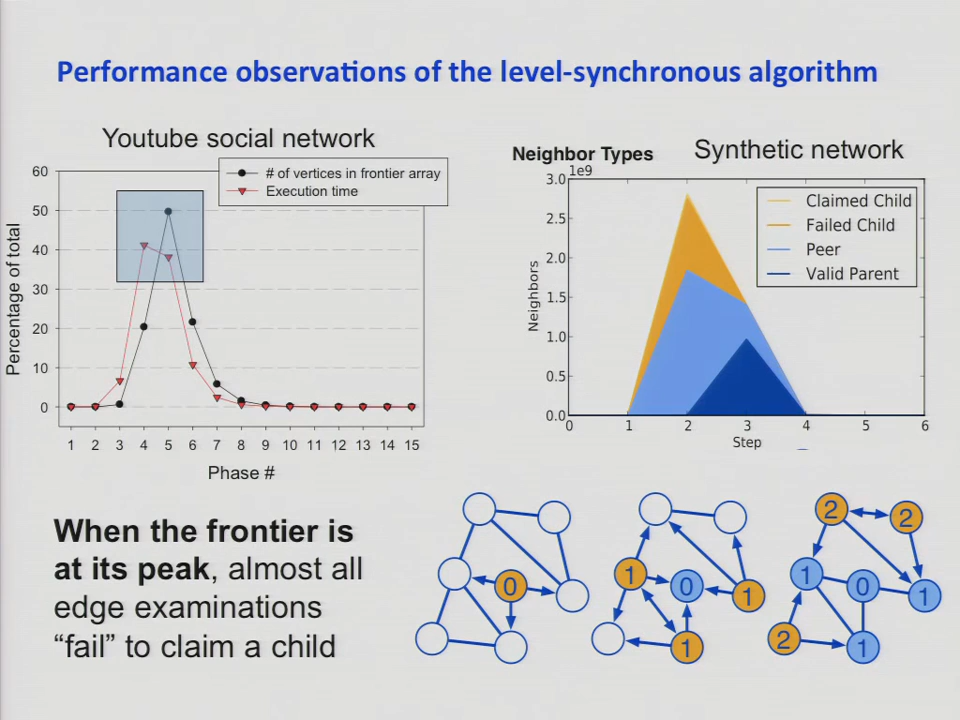 Performance observations of the level-synchronous algorithm
Youtube social network
# of vertices in frontier array
Execution time
Percentage of total
60
50
40
30
20
10
0
1 2 3 4 5 6 7 8 9 10 11 12 13 14 15
Phase #
Neighbor Types
Synthetic network
1e9
Claimed Child
Failed Child
Peer
Valid Parent
Neighbors
3.0
2.5
2.0
1.5
1.0
0.5
0.0
0 1 2 3 4 5 6
Step
When the frontier is
at its peak, almost all
edge examinations
“fail” to claim a child
0
1 0 1
1
2 2
1 0 1
2 1